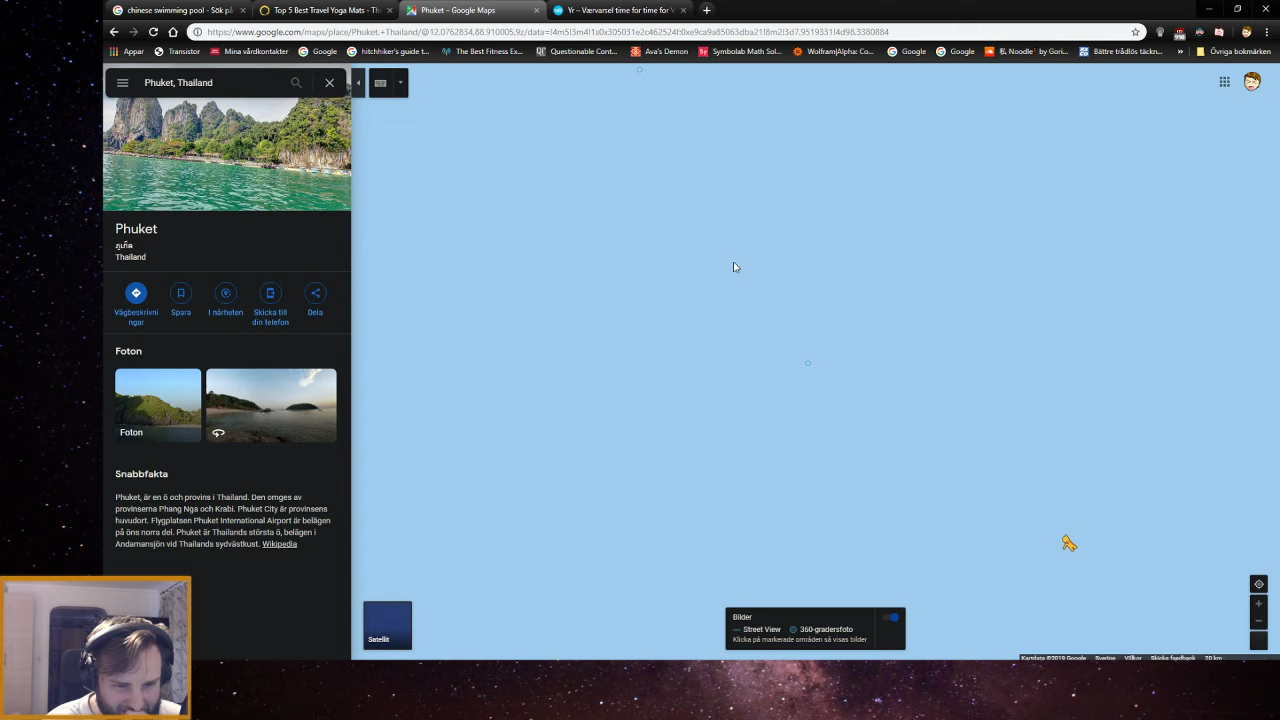 chinese swimming pool - Sök på
Top 5 Best Travel Yoga Mats - Th
Phuket – Google Maps
Yr – Værvarsel time for time for V
https://www.google.com/maps/place/Phuket,+Thailand/@12.0762834,88.910005,9z/data=!4m5!3m4!1s0x305031e2c462524f:0xe9ca9a85063dba21!8m2!3d7.9519331!4d98.3380884
Appar
Transistor
Mina vårdkontakter
Google
hitchhiker's guide t...
The Best Fitness Ex...
Questionable Cont...
Ava's Demon
Symbolab Math Sol...
Wolfram|Alpha: Co...
Google
Google
私 Noodle` by Gori...
Bättre trådlös täckn...
»
Övriga bokmärken
Phuket, Thailand
Phuket
ภูเก็ต
Thailand
Vägbeskrivni
ngar
Spara
I närheten
Skicka till
din telefon
Dela
Foton
Foton
Snabbfakta
Phuket, är en ö och provins i Thailand. Den omges av
provinserna Phang Nga och Krabi. Phuket City är provinsens
huvudort. Flygplatsen Phuket International Airport är belägen
på öns norra del. Phuket är Thailands största ö, belägen i
Andamansjön vid Thailands sydvästkust. Wikipedia
Satellit
Bilder
Street View
360-gradersfoto
Klicka på markerade områden så visas bilder
Kartdata ©2019 Google
Sverige
Villkor
Skicka feedback
20 km